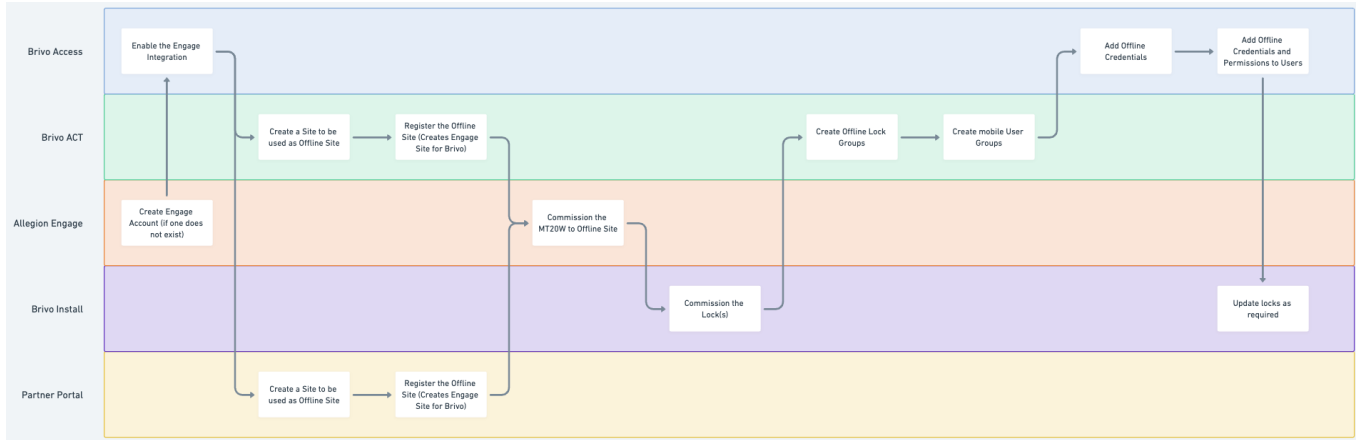 Brivo Access
Enable the Engage
Integration
Add Offline
Credentials
Add Offline
Credentials and
Permissions to Users
Brivo ACT
Create a Site to be
used as Offline Site
Register the Offline
Site (Creates Engage
Site for Brivo)
Create Offline Lock
Groups
Create mobile User
Groups
Allegion Engage
Create Engage
Account (if one does
not exist)
Commission the
MT20W to Offline Site
Brivo Install
Commission the
Lock(s)
Update locks as
required
Partner Portal
Create a Site to be
used as Offline Site
Register the Offline
Site (Creates Engage
Site for Brivo)